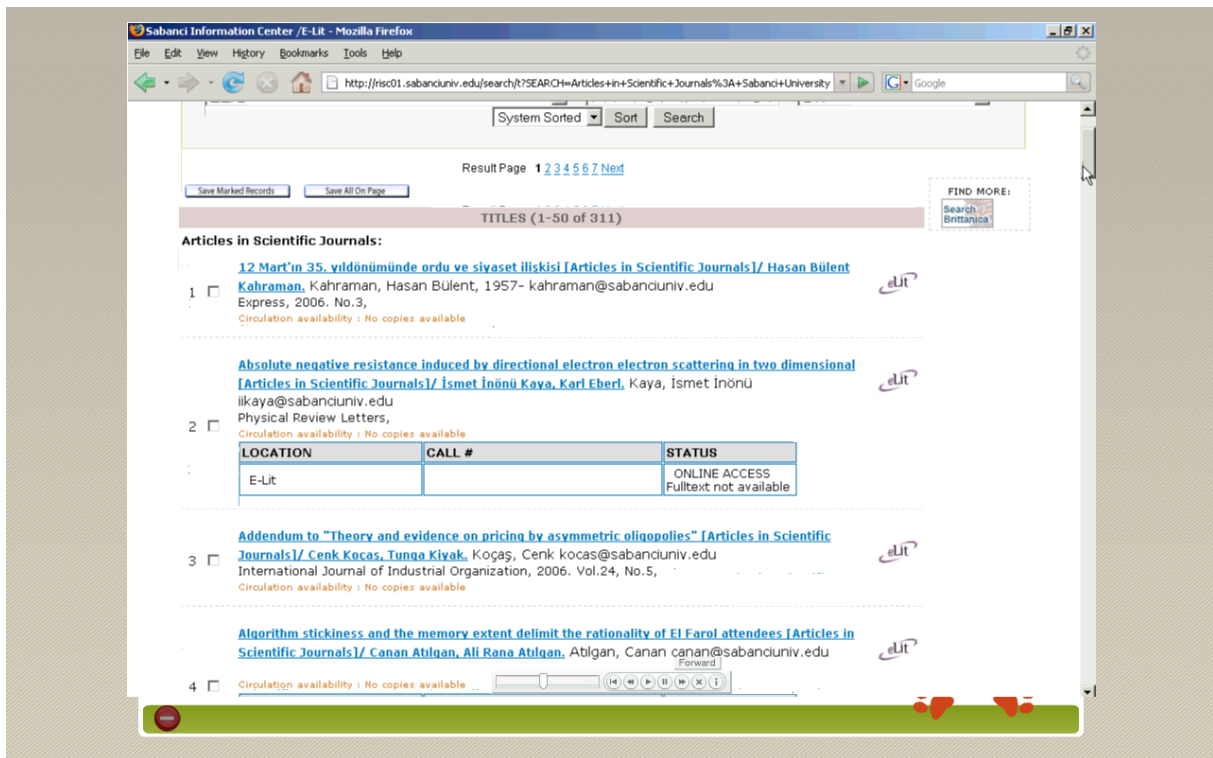 Sabanci Information Center /E-Lit - Mozilla Firefox
File Edit View History Bookmarks Tools Help
http://risc01.sabanciuniv.edu/search/t?SEARCH=Articles+in+Scientific+Journals%3A+Sabanci+University
G Google
System Sorted Sort Search
Result Page 1 2 3 4 5 6 7 Next
Save Marked Records Save All On Page
FIND MORE:
Search
Brittanica
TITLES (1-50 of 311)
Articles in Scientific Journals:
12 Mart'ın 35. yıldönümünde ordu ve siyaset iliskisi [Articles in Scientific Journals]/ Hasan Bülent
1 Kahraman. Kahraman, Hasan Bülent, 1957- kahraman@sabanciuniv.edu
eLit
Express, 2006. No.3,
Circulation availability : No copies available
Absolute negative resistance induced by directional electron electron scattering in two dimensional
[Articles in Scientific Journals]/ İsmet İnönü Kaya, Karl Eberl. Kaya, İsmet İnönü
eLit
iikaya@sabanciuniv.edu
Physical Review Letters,
2
Circulation availability : No copies available
LOCATION CALL # STATUS
E-Lit ONLINE ACCESS
Fulltext not available
Addendum to "Theory and evidence on pricing by asymmetric oligopolies" [Articles in Scientific
3 Journals]/ Cenk Kocas, Tunga Kiyak. Koçaş, Cenk kocas@sabanciuniv.edu
eLit
International Journal of Industrial Organization, 2006. Vol.24, No.5,
Circulation availability : No copies available
Algorithm stickiness and the memory extent delimit the rationality of El Farol attendees [Articles in
Scientific Journals]/ Canan Atılgan, Ali Rana Atılgan. Atılgan, Canan canan@sabanciuniv.edu
eLit
Forward
4 Circulation availability : No copies available